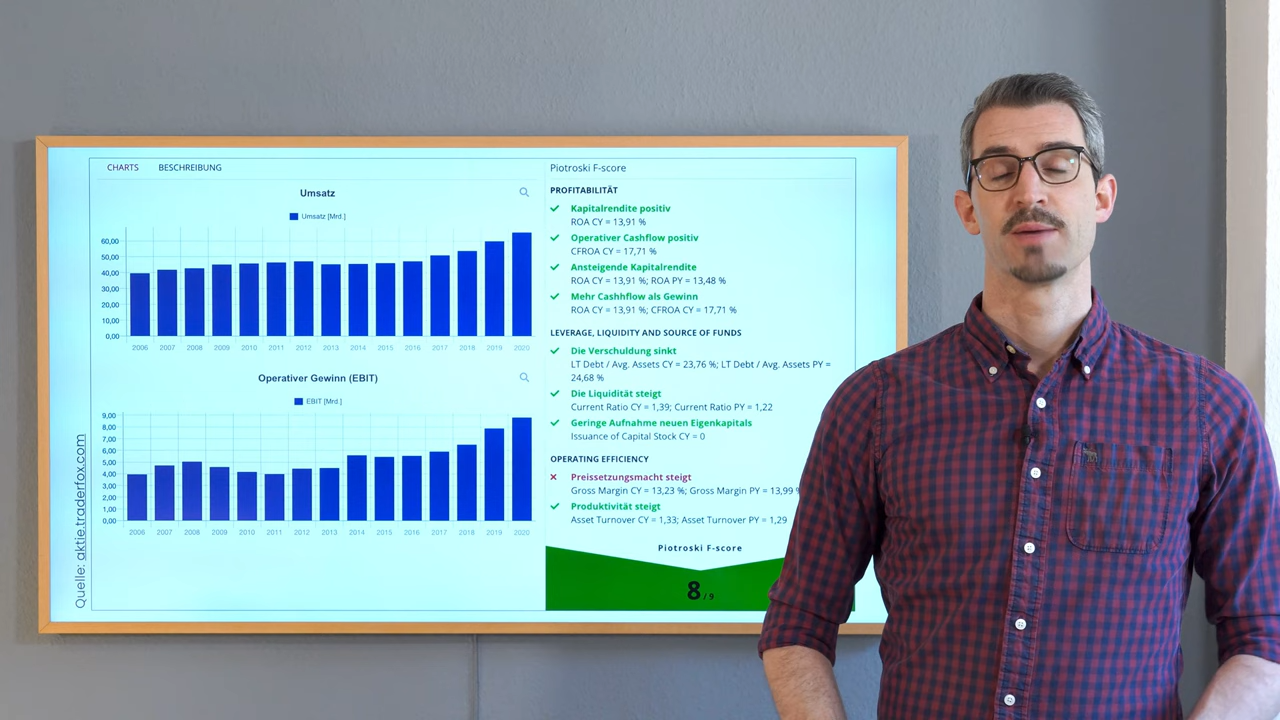 CHARTS BESCHREIBUNG
Umsatz
Umsatz [Mrd.]
60,00
50,00
40,00
30,00
20,00
10,00
0,00
2006 2007 2008 2009 2010 2011 2012 2013 2014 2015 2016 2017 2018 2019 2020
Operativer Gewinn (EBIT)
EBIT [Mrd.]
9,00
8,00
7,00
6,00
5,00
4,00
3,00
2,00
1,00
0,00
2006 2007 2008 2009 2010 2011 2012 2013 2014 2015 2016 2017 2018 2019 2020
Quelle: aktie.traderfox.com
Piotroski F-score
PROFITABILITÄT
Kapitalrendite positiv
ROA CY = 13,91 %
Operativer Cashflow positiv
CFROA CY = 17,71 %
Ansteigende Kapitalrendite
ROA CY = 13,91 %; ROA PY = 13,48 %
Mehr Cashhflow als Gewinn
ROA CY = 13,91 %; CFROA CY = 17,71 %
LEVERAGE, LIQUIDITY AND SOURCE OF FUNDS
Die Verschuldung sinkt
LT Debt / Avg. Assets CY = 23,76 %; LT Debt / Avg. Assets PY =
24,68 %
Die Liquidität steigt
Current Ratio CY = 1,39; Current Ratio PY = 1,22
Geringe Aufnahme neuen Eigenkapitals
Issuance of Capital Stock CY = 0
OPERATING EFFICIENCY
Preissetzungsmacht steigt
Gross Margin CY = 13,23 %; Gross Margin PY = 13,99 %
Produktivität steigt
Asset Turnover CY = 1,33; Asset Turnover PY = 1,29
Piotroski F-score
8 / 9